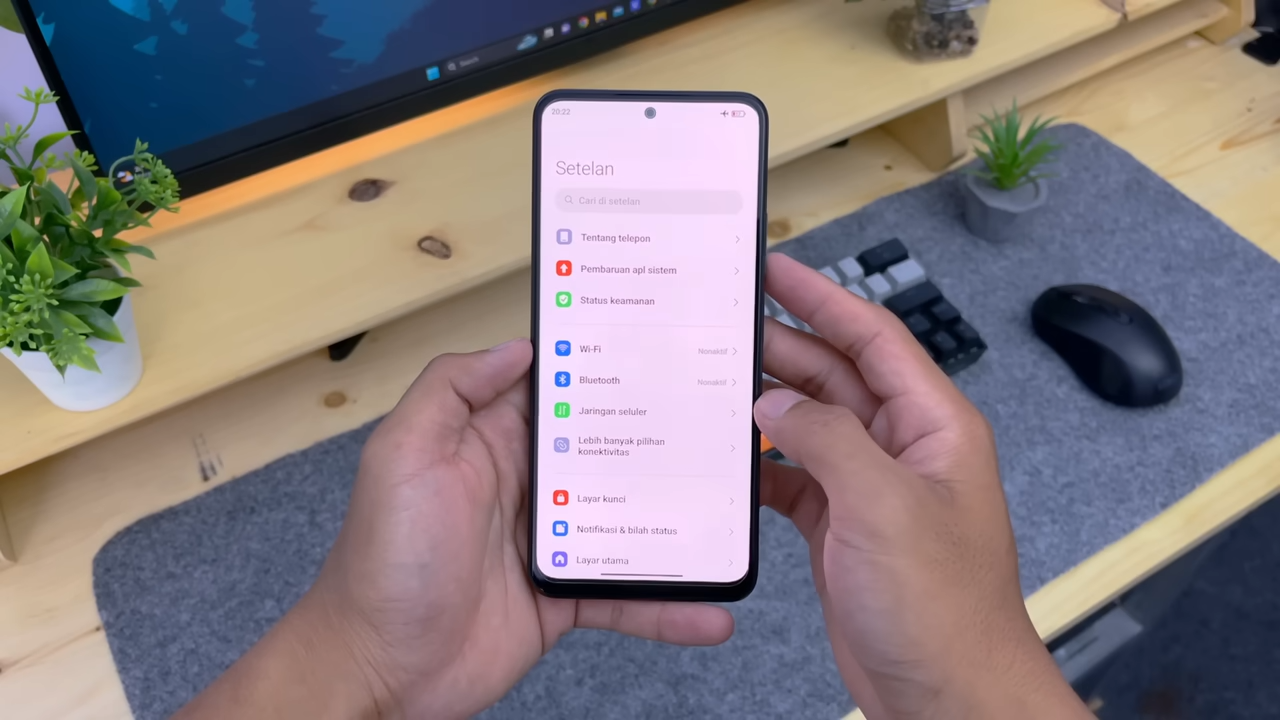 Search
20:22
Setelan
Cari di setelan
Tentang telepon
Pembaruan apl sistem
Status keamanan
Wi-Fi Nonaktif
Bluetooth Nonaktif
Jaringan seluler
Lebih banyak pilihan
konektivitas
Layar kunci
Notifikasi & bilah status
Layar utama